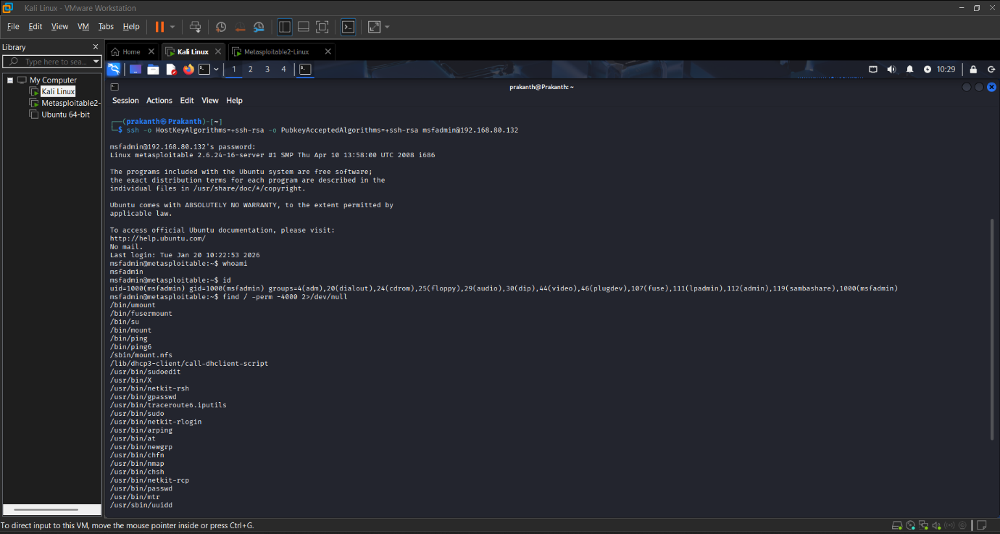 Kali Linux - VMware Workstation
File Edit View VM Tabs Help
Library
Type here to sea...
My Computer
Kali Linux
Metasploitable2-
Ubuntu 64-bit
Home
Kali Linux
Metasploitable2-Linux
1 2 3 4
10:29
prakanth@Prakanth: ~
Session Actions Edit View Help
┌──(prakanth㉿Prakanth)-[~]
└─$ ssh -o HostKeyAlgorithms=+ssh-rsa -o PubkeyAcceptedAlgorithms=+ssh-rsa msfadmin@192.168.80.132
msfadmin@192.168.80.132's password:
Linux metasploitable 2.6.24-16-server #1 SMP Thu Apr 10 13:58:00 UTC 2008 i686
The programs included with the Ubuntu system are free software;
the exact distribution terms for each program are described in the
individual files in /usr/share/doc/*/copyright.
Ubuntu comes with ABSOLUTELY NO WARRANTY, to the extent permitted by
applicable law.
To access official Ubuntu documentation, please visit:
http://help.ubuntu.com/
No mail.
Last login: Tue Jan 20 10:22:53 2026
msfadmin@metasploitable:~$ whoami
msfadmin
msfadmin@metasploitable:~$ id
uid=1000(msfadmin) gid=1000(msfadmin) groups=4(adm),20(dialout),24(cdrom),25(floppy),29(audio),30(dip),44(video),46(plugdev),107(fuse),111(lpadmin),112(admin),119(sambashare),1000(msfadmin)
msfadmin@metasploitable:~$ find / -perm -4000 2>/dev/null
/bin/umount
/bin/fusermount
/bin/su
/bin/mount
/bin/ping
/bin/ping6
/sbin/mount.nfs
/lib/dhcp3-client/call-dhclient-script
/usr/bin/sudoedit
/usr/bin/X
/usr/bin/netkit-rsh
/usr/bin/gpasswd
/usr/bin/traceroute6.iputils
/usr/bin/sudo
/usr/bin/netkit-rlogin
/usr/bin/arping
/usr/bin/at
/usr/bin/newgrp
/usr/bin/chfn
/usr/bin/nmap
/usr/bin/chsh
/usr/bin/netkit-rcp
/usr/bin/passwd
/usr/bin/mtr
/usr/sbin/uuidd
To direct input to this VM, move the mouse pointer inside or press Ctrl+G.